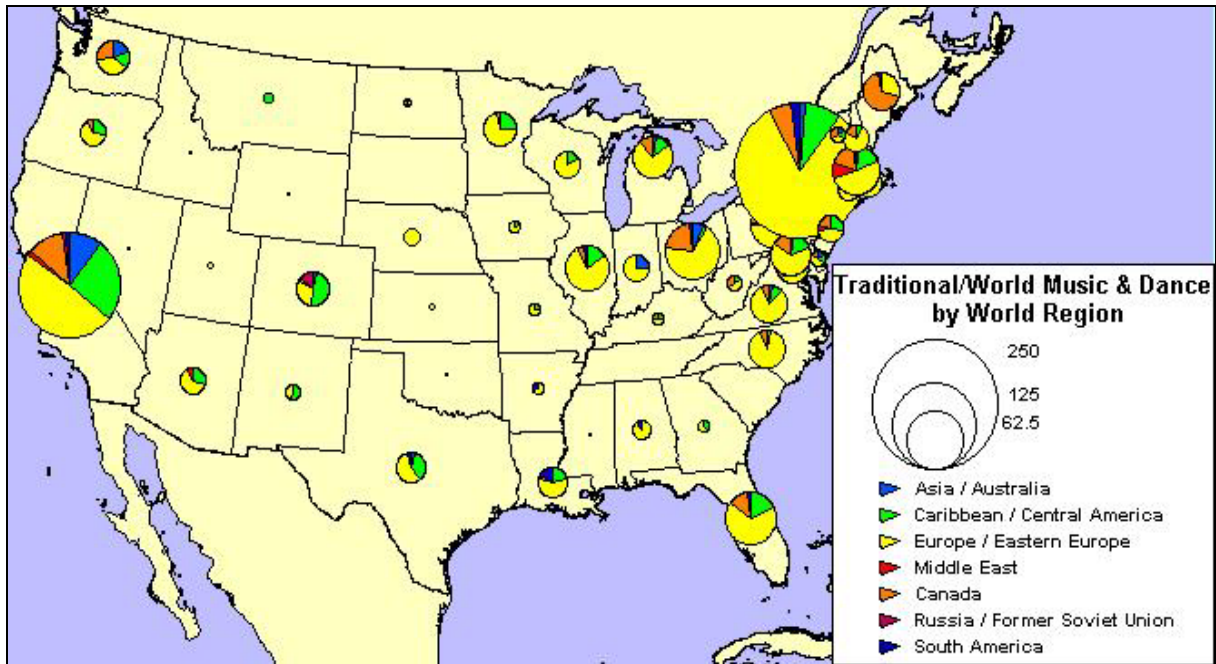 Traditional/World Music & Dance
by World Region
250
125
62.5
Asia / Australia
Caribbean / Central America
Europe / Eastern Europe
Middle East
Canada
Russia / Former Soviet Union
South America